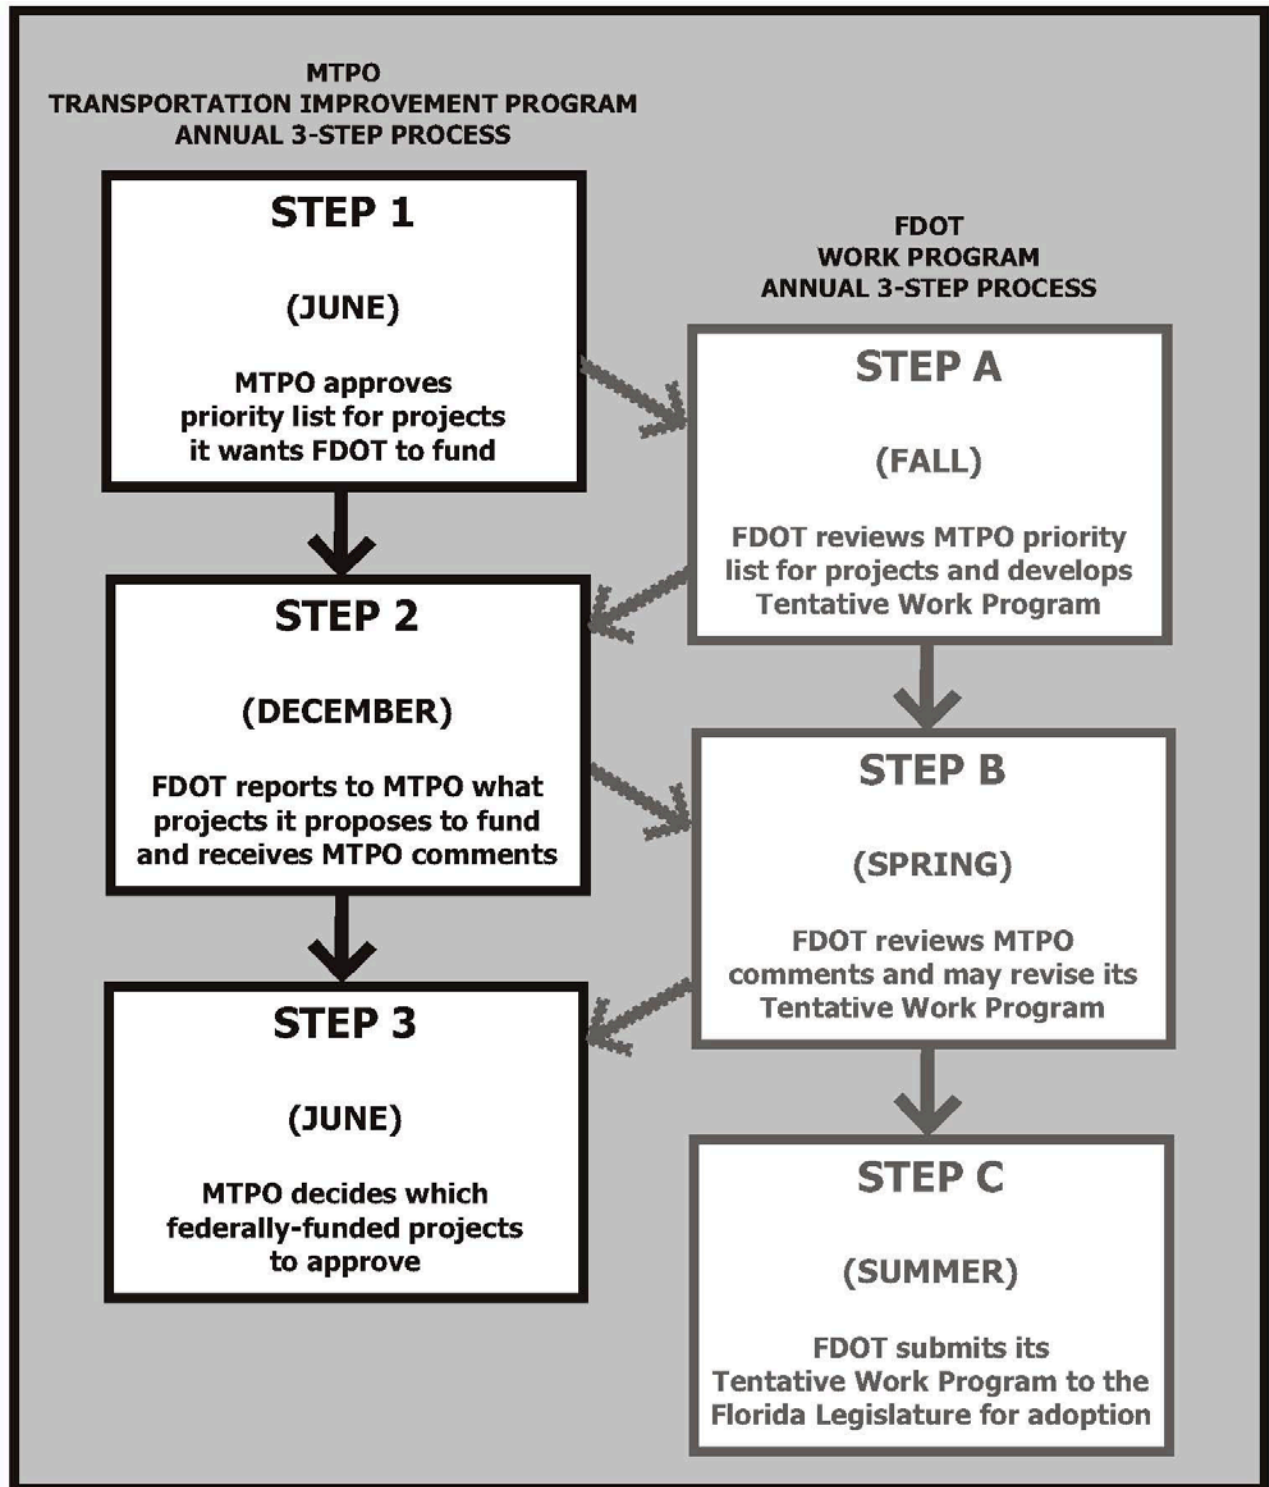 MTPO
TRANSPORTATION IMPROVEMENT PROGRAM
ANNUAL 3-STEP PROCESS
STEP 1
(JUNE)
MTPO approves
priority list for projects
it wants FDOT to fund
STEP 2
(DECEMBER)
FDOT reports to MTPO what
projects it proposes to fund
and receives MTPO comments
STEP 3
(JUNE)
MTPO decides which
federally-funded projects
to approve
FDOT
WORK PROGRAM
ANNUAL 3-STEP PROCESS
STEP A
(FALL)
FDOT reviews MTPO priority
list for projects and develops
Tentative Work Program
STEP B
(SPRING)
FDOT reviews MTPO
comments and may revise its
Tentative Work Program
STEP C
(SUMMER)
FDOT submits its
Tentative Work Program to the
Florida Legislature for adoption